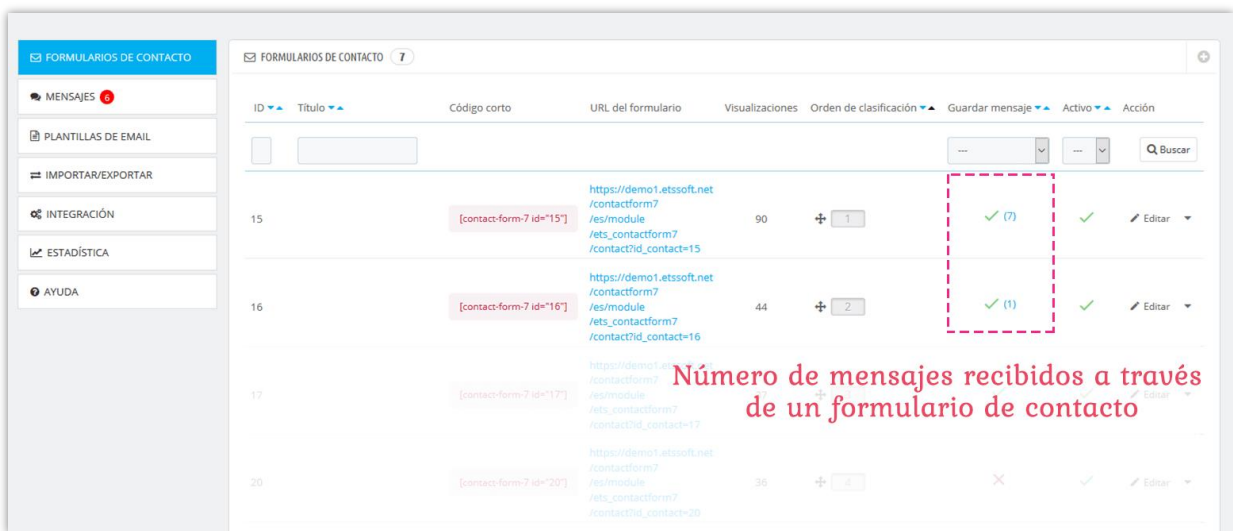 FORMULARIOS DE CONTACTO
MENSAJES 6
PLANTILLAS DE EMAIL
IMPORTAR/EXPORTAR
INTEGRACIÓN
ESTADÍSTICA
AYUDA
FORMULARIOS DE CONTACTO 7
ID Título Código corto URL del formulario Visualizaciones Orden de clasificación Guardar mensaje Activo Acción
--- --- Buscar
https://demo1.etssoft.net
/contactform7
15 [contact-form-7 id="15"] /es/module 90 1 (7) Editar
/ets_contactform7
/contact?id_contact=15
https://demo1.etssoft.net
/contactform7
16 [contact-form-7 id="16"] /es/module 44 2 (1) Editar
/ets_contactform7
/contact?id_contact=16
Número de mensajes recibidos a través
de un formulario de contacto
/contactform7
17 [contact-form-7 id="17"] /es/module Editar
/ets_contactform7
/contact?id_contact=17
https://demo1.etssoft.net
/contactform7
20 [contact-form-7 id="20"] /es/module 36 4 Editar
/ets_contactform7
/contact?id_contact=20